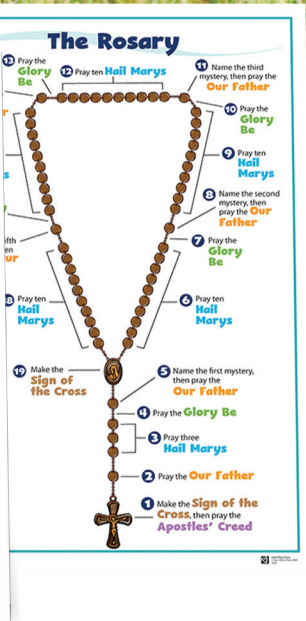 The Rosary
13 Pray the
Glory
Be
12 Pray ten Hail Marys
11 Name the third
mystery, then pray the
Our Father
10 Pray the
Glory
Be
9 Pray ten
Hail
Marys
8 Name the second
mystery, then
pray the Our
Father
7 Pray the
Glory
Be
6 Pray ten
Hail
Marys
5 Name the first mystery,
then pray the
Our Father
4 Pray the Glory Be
3 Pray three
Hail Marys
2 Pray the Our Father
1 Make the Sign of the
Cross, then pray the
Apostles' Creed
r
s
y
ifth
en
ur
8 Pray ten
Hail
Marys
19 Make the
Sign of
the Cross